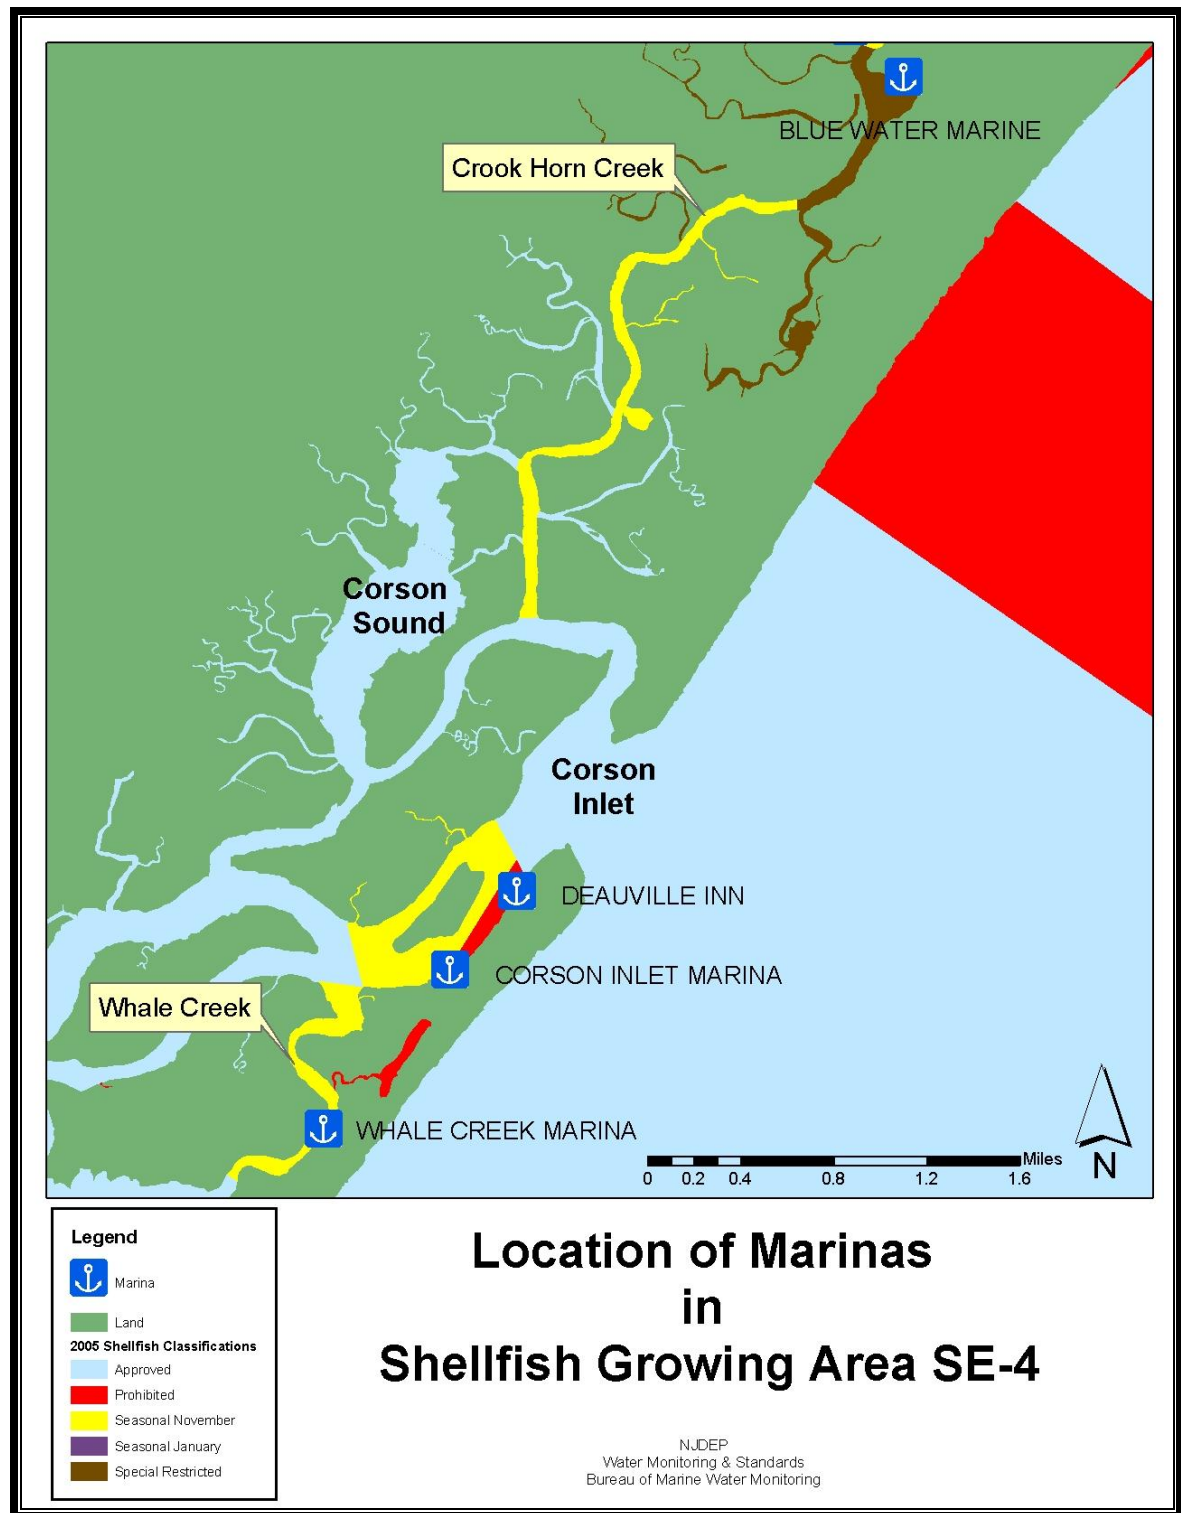 BLUE WATER MARINE
Crook Horn Creek
Corson
Sound
Corson
Inlet
DEAUVILLE INN
CORSON INLET MARINA
Whale Creek
WHALE CREEK MARINA
Miles
0 0.2 0.4 0.8 1.2 1.6
N
Legend
Marina
Land
2005 Shellfish Classifications
Approved
Prohibited
Seasonal November
Seasonal January
Special Restricted
Location of Marinas
in
Shellfish Growing Area SE-4
NJDEP
Water Monitoring & Standards
Bureau of Marine Water Monitoring